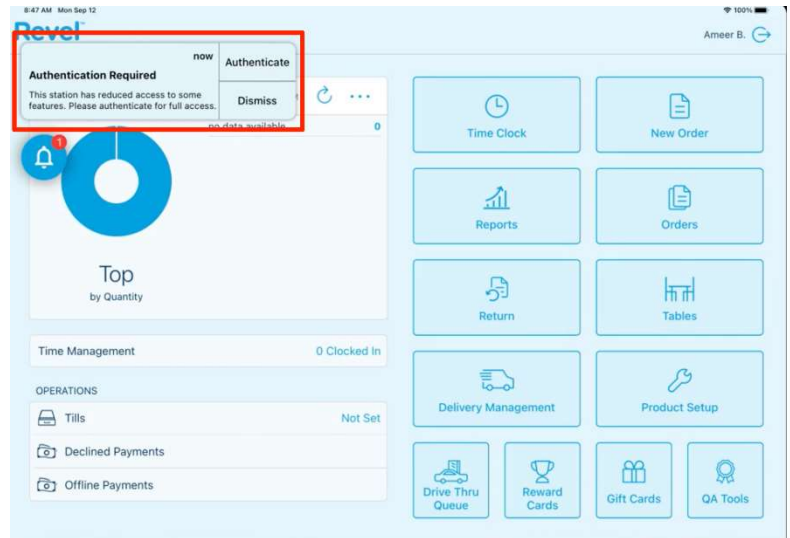 8:47 AM Mon Sep 12
100%
Revel
Ameer B.
now
Authentication Required
This station has reduced access to some
features. Please authenticate for full access.
Authenticate
Dismiss
no data available 0
1
Top
by Quantity
Time Management 0 Clocked In
OPERATIONS
Tills Not Set
Declined Payments
Offline Payments
Time Clock
New Order
Reports
Orders
Return
Tables
Delivery Management
Product Setup
Drive Thru
Queue
Reward
Cards
Gift Cards
QA Tools